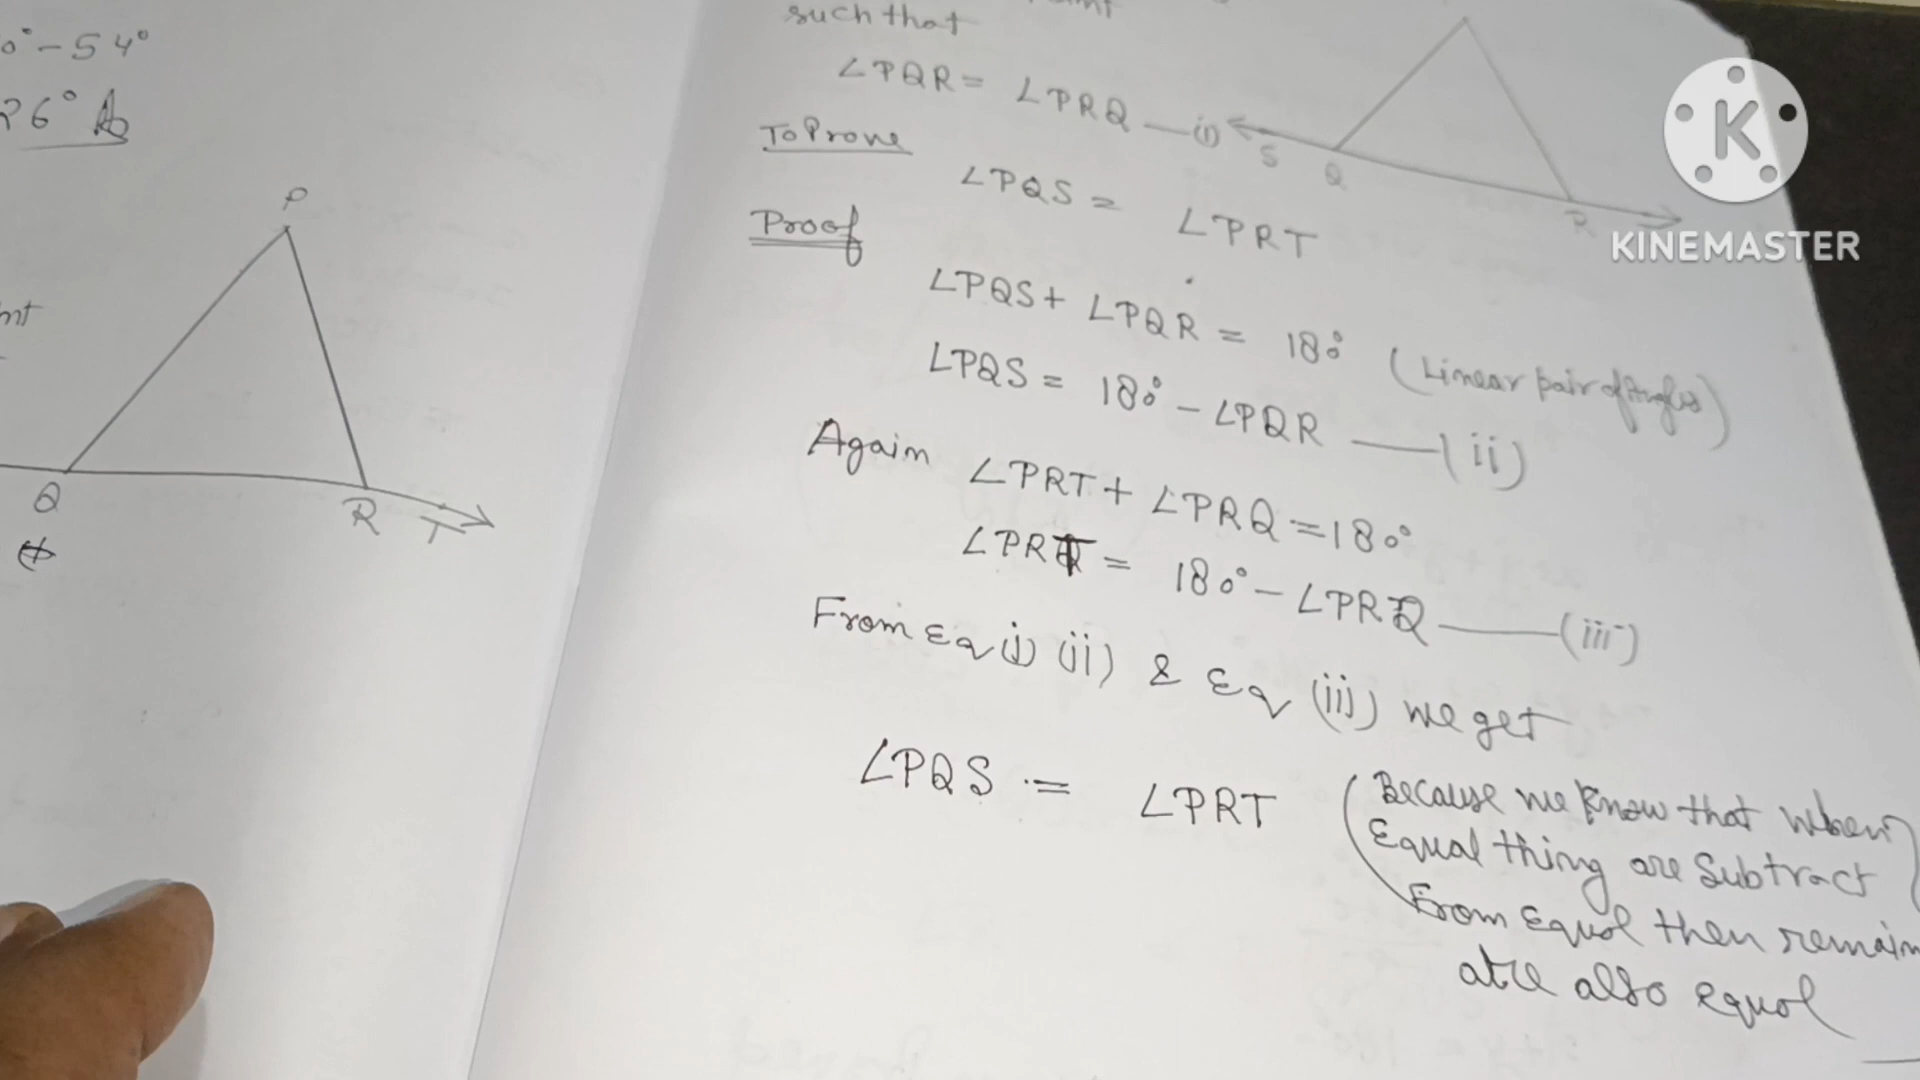 0° - 54°
26°
P
Q
R
T
such that
∠PQR = ∠PRQ —(i)
S
Q
R
To Prove
∠PQS = ∠PRT
Proof
∠PQS + ∠PQR = 180° (Linear pair of Angles)
∠PQS = 180° - ∠PQR —(ii)
Again ∠PRT + ∠PRQ = 180°
∠PRT = 180° - ∠PRQ —(iii)
From Eq (i) (ii) & Eq (iii) we get
∠PQS = ∠PRT
(Because we know that when
Equal thing are Subtract
From Equal then remain
are also equal
K
KINEMASTER